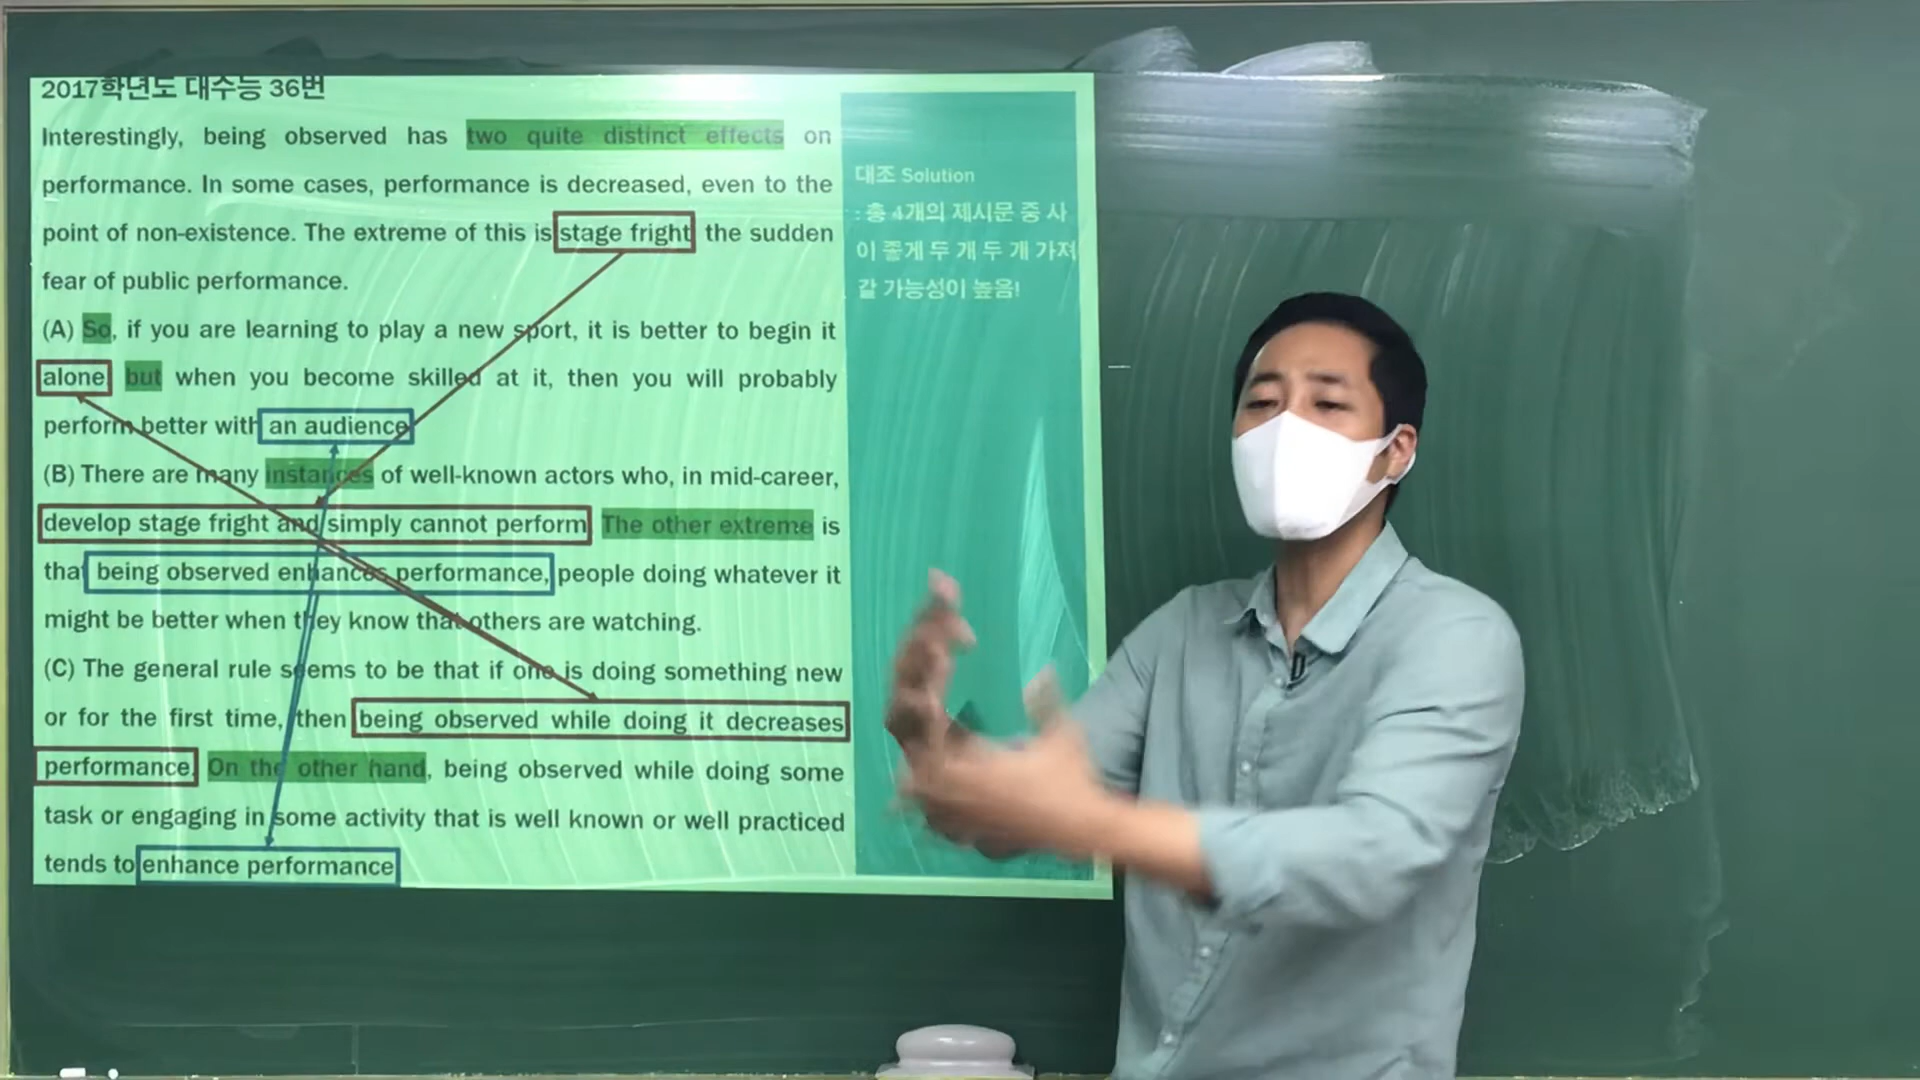 2017학년도 대수능 36번
Interestingly, being observed has two quite distinct effects on
performance. In some cases, performance is decreased, even to the
point of non-existence. The extreme of this is stage fright the sudden
fear of public performance.
(A) So, if you are learning to play a new sport, it is better to begin it
alone, but when you become skilled at it, then you will probably
perform better with an audience
(B) There are many instances of well-known actors who, in mid-career,
develop stage fright and simply cannot perform The other extreme is
that being observed enhances performance, people doing whatever it
might be better when they know that others are watching.
(C) The general rule seems to be that if one is doing something new
or for the first time, then being observed while doing it decreases
performance. On the other hand, being observed while doing some
task or engaging in some activity that is well known or well practiced
tends to enhance performance
대조 Solution
: 총 4개의 제시문 중 사
이 좋게 두 개 두 개 가져
갈 가능성이 높음!